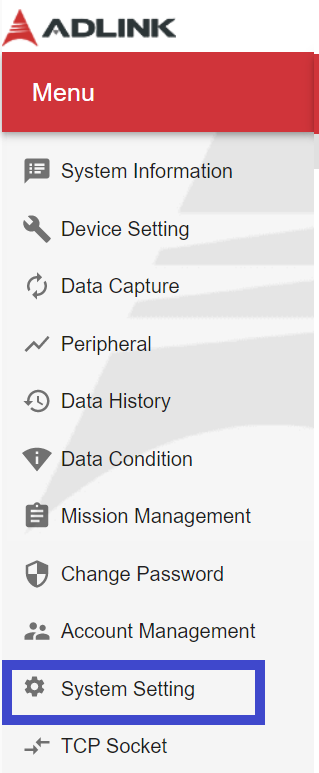 ADLINK
Menu
System Information
Device Setting
Data Capture
Peripheral
Data History
Data Condition
Mission Management
Change Password
Account Management
System Setting
TCP Socket